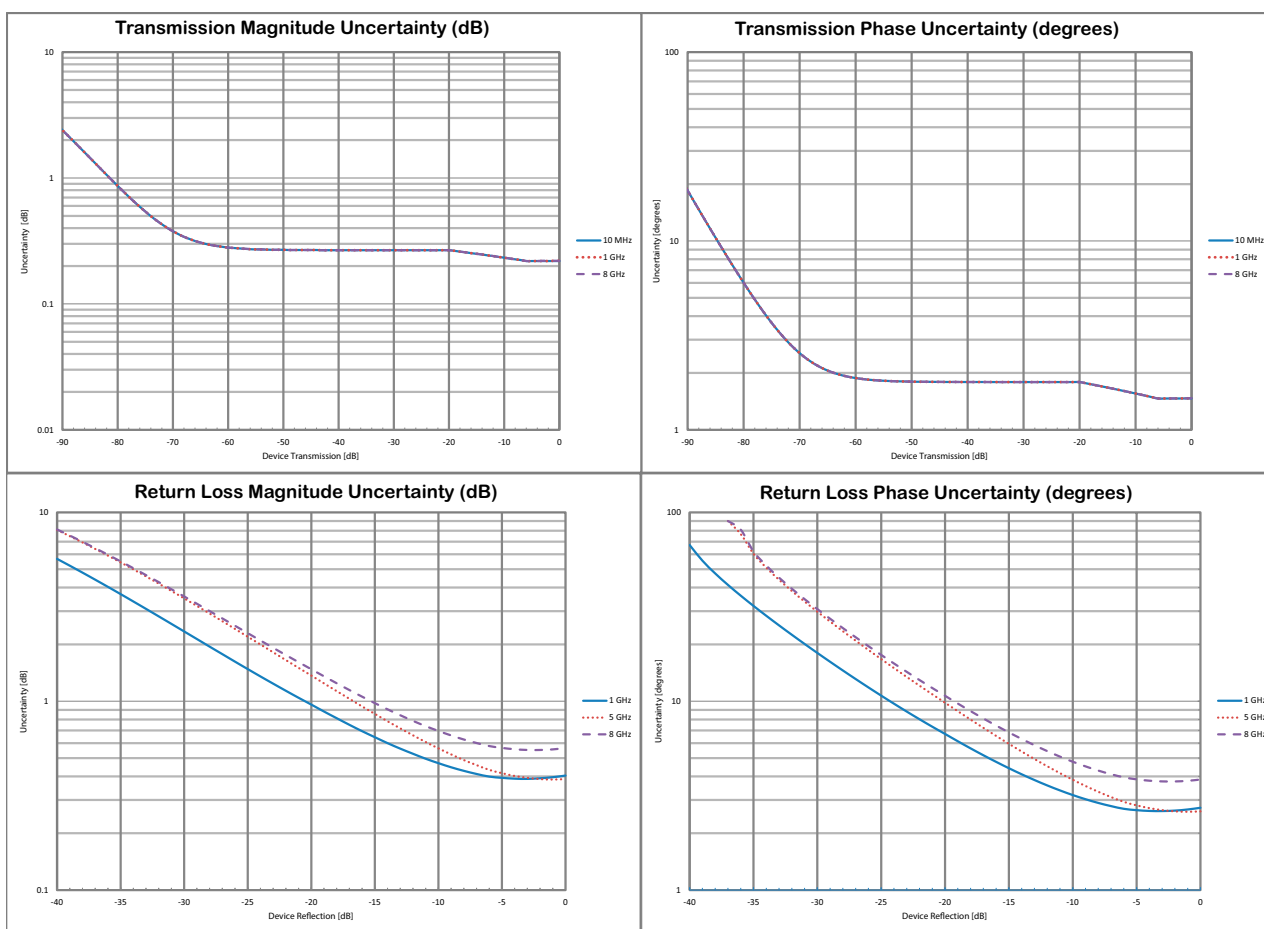 Transmission Magnitude Uncertainty (dB)
10
1
0.1
0.01
Uncertainty [dB]
-90 -80 -70 -60 -50 -40 -30 -20 -10 0
Device Transmission [dB]
10 MHz
1 GHz
8 GHz
Transmission Phase Uncertainty (degrees)
100
10
1
Uncertainty [degrees]
-90 -80 -70 -60 -50 -40 -30 -20 -10 0
Device Transmission [dB]
10 MHz
1 GHz
8 GHz
Return Loss Magnitude Uncertainty (dB)
10
1
0.1
Uncertainty [dB]
-40 -35 -30 -25 -20 -15 -10 -5 0
Device Reflection [dB]
1 GHz
5 GHz
8 GHz
Return Loss Phase Uncertainty (degrees)
100
10
1
Uncertainty [degrees]
-40 -35 -30 -25 -20 -15 -10 -5 0
Device Reflection [dB]
1 GHz
5 GHz
8 GHz